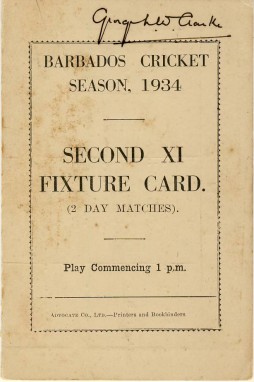 George W Clarke
BARBADOS CRICKET
SEASON, 1934
SECOND XI
FIXTURE CARD.
(2 DAY MATCHES).
Play Commencing 1 p.m.
ADVOCATE CO., LTD.—Printers and Bookbinders